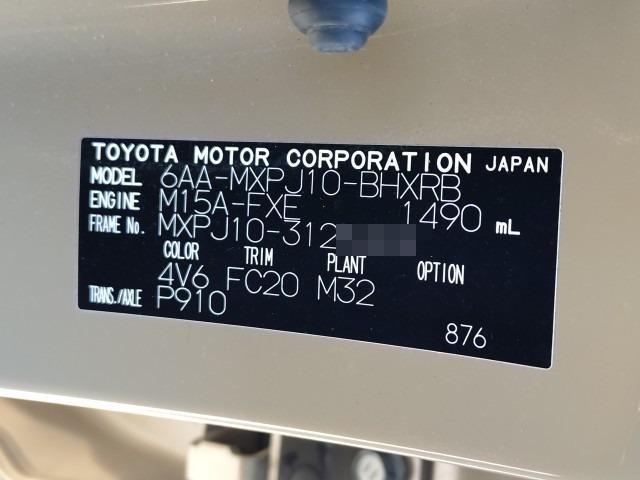 TOYOTA MOTOR CORPORATION JAPAN
MODEL 6AA-MXPJ10-BHXRB
ENGINE M15A-FXE 1490 mL
FRAME No. MXPJ10-312
COLOR TRIM PLANT OPTION
4V6 FC20 M32
TRANS./AXLE P910
876